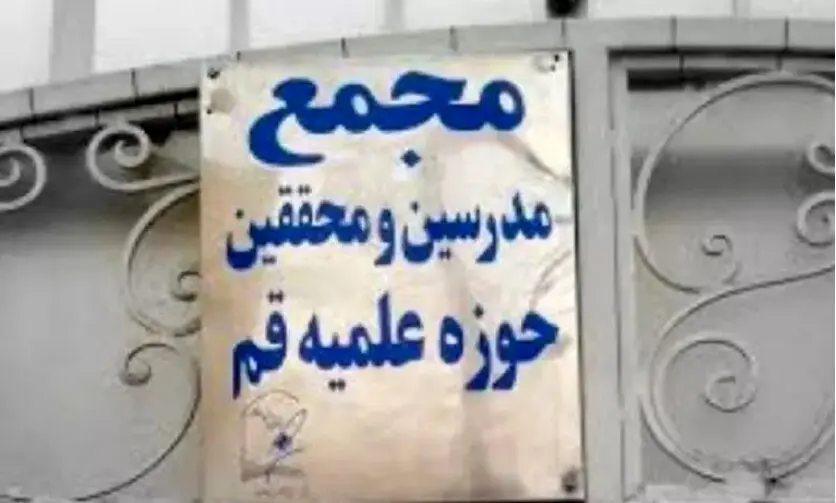 مجمع
مدرسین و محققین
حوزه علمیه قم